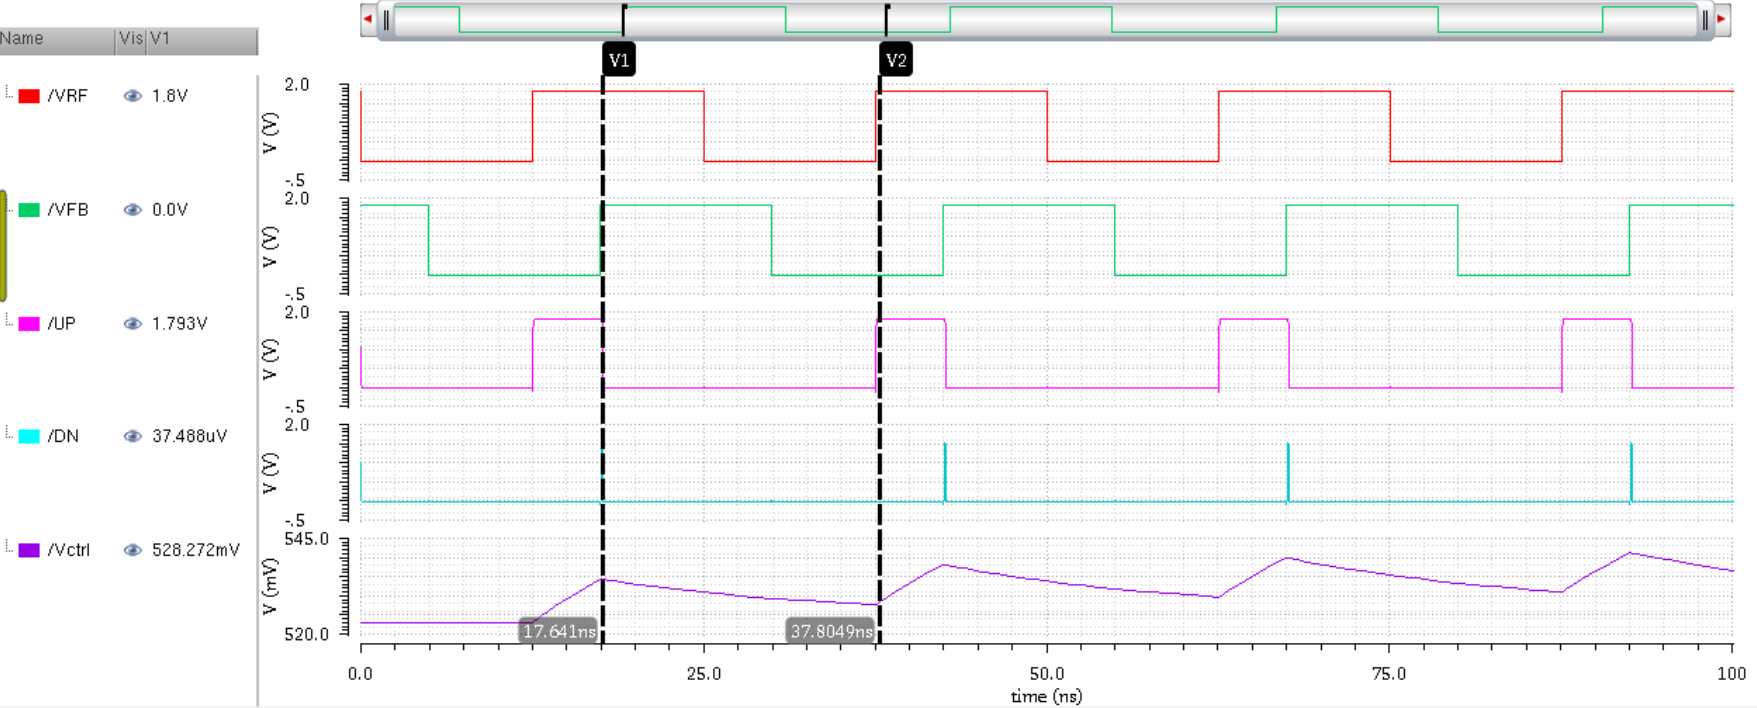 Name Vis V1
V1 V2
/VRF 1.8V
2.0
V (V)
-.5
/VFB 0.0V
2.0
V (V)
-.5
/UP 1.793V
2.0
V (V)
-.5
/DN 37.488uV
2.0
V (V)
-.5
/Vctrl 528.272mV
545.0
V (mV)
520.0
17.641ns 37.8049ns
0.0 25.0 50.0 75.0 100
time (ns)